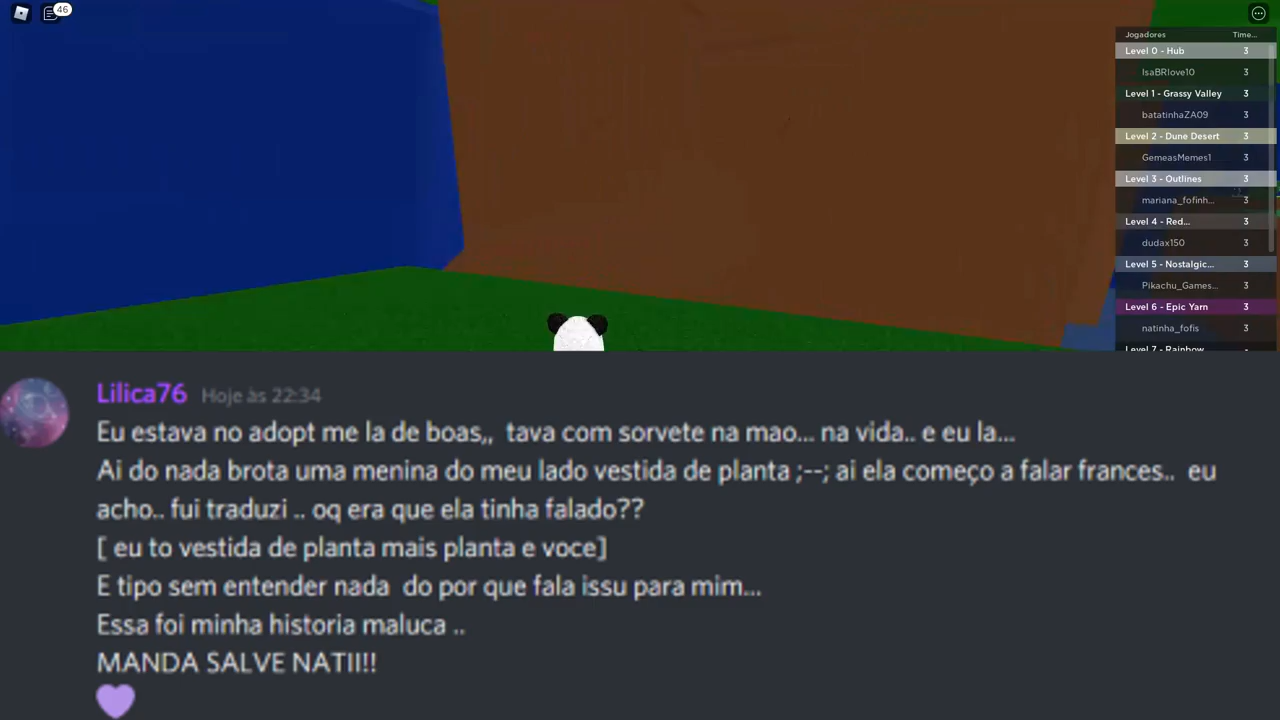 46
Jogadores Time...
Level 0 - Hub 3
IsaBRlove10 3
Level 1 - Grassy Valley 3
batatinhaZA09 3
Level 2 - Dune Desert 3
GemeasMemes1 3
Level 3 - Outlines 3
mariana_fofinh... 3
Level 4 - Red... 3
dudax150 3
Level 5 - Nostalgic... 3
Pikachu_Games... 3
Level 6 - Epic Yarn 3
natinha_fofis 3
Level 7 - Rainbow
Lilica76 Hoje às 22:34
Eu estava no adopt me la de boas,, tava com sorvete na mao... na vida.. e eu la...
Ai do nada brota uma menina do meu lado vestida de planta ;--; ai ela começo a falar frances.. eu
acho.. fui traduzi .. oq era que ela tinha falado??
[ eu to vestida de planta mais planta e voce]
E tipo sem entender nada do por que fala issu para mim...
Essa foi minha historia maluca ..
MANDA SALVE NATII!!